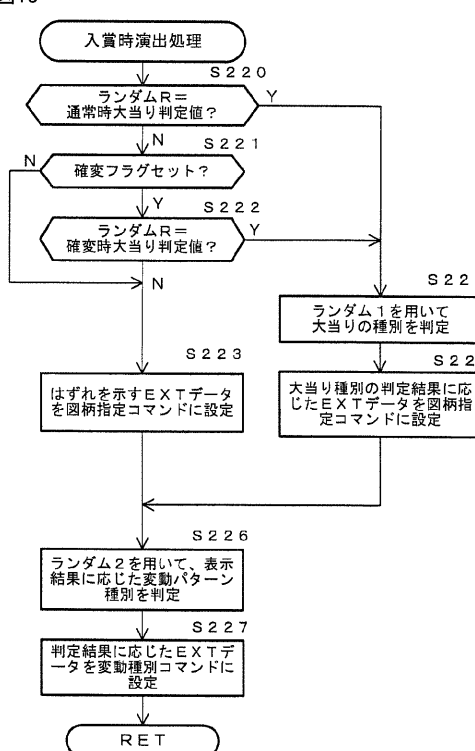 入賞時演出処理
S220
ランダムR=
通常時大当り判定値?
Y
N
S221
N
確変フラグセット?
Y
S222
ランダムR=
確変時大当り判定値?
Y
N
S22
ランダム1を用いて
大当りの種別を判定
S223
はずれを示すEXTデータ
を図柄指定コマンドに設定
S22
大当り種別の判定結果に応
じたEXTデータを図柄指
定コマンドに設定
S226
ランダム2を用いて、表示
結果に応じた変動パターン
種別を判定
S227
判定結果に応じたEXTデ
ータを変動種別コマンドに
設定
RET